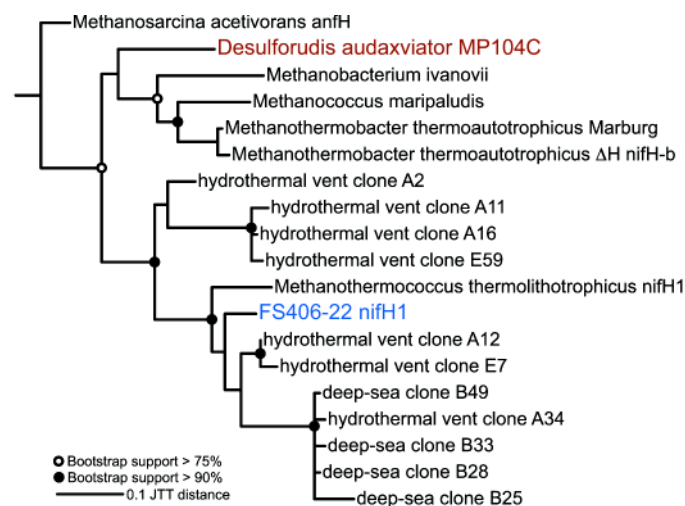 Methanosarcina acetivorans anfH
Desulforudis audaxviator MP104C
Methanobacterium ivanovii
Methanococcus maripaludis
Methanothermobacter thermoautotrophicus Marburg
Methanothermobacter thermoautotrophicus ΔH nifH-b
hydrothermal vent clone A2
hydrothermal vent clone A11
hydrothermal vent clone A16
hydrothermal vent clone E59
Methanothermococcus thermolithotrophicus nifH1
FS406-22 nifH1
hydrothermal vent clone A12
hydrothermal vent clone E7
deep-sea clone B49
hydrothermal vent clone A34
deep-sea clone B33
deep-sea clone B28
deep-sea clone B25
Bootstrap support > 75%
Bootstrap support > 90%
0.1 JTT distance